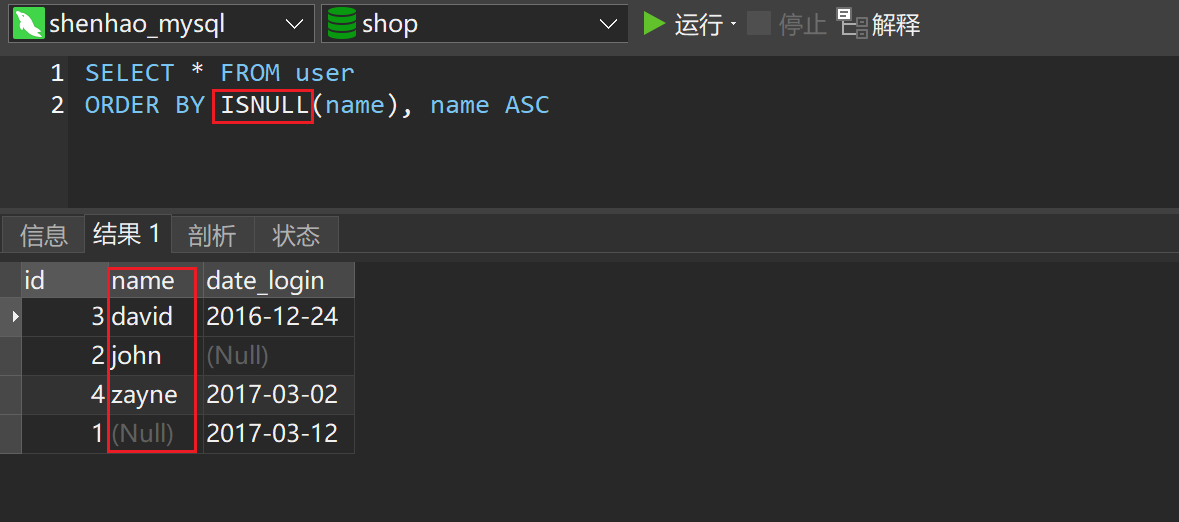 shenhao_mysql shop 运行 停止 解释
1 SELECT * FROM user
2 ORDER BY ISNULL(name), name ASC
信息 结果 1 剖析 状态
id name date_login
3 david 2016-12-24
2 john (Null)
4 zayne 2017-03-02
1 (Null) 2017-03-12